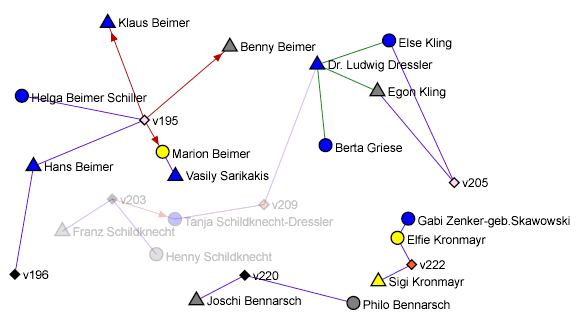 Klaus Beimer
Benny Beimer
Else Kling
Dr. Ludwig Dressler
Egon Kling
Helga Beimer Schiller
v195
Berta Griese
Marion Beimer
Hans Beimer
Vasily Sarikakis
v205
v203
v209
Tanja Schildknecht-Dressler
Gabi Zenker-geb.Skawowski
Franz Schildknecht
Elfie Kronmayr
Henny Schildknecht
v222
v196
v220
Sigi Kronmayr
Joschi Bennarsch
Philo Bennarsch